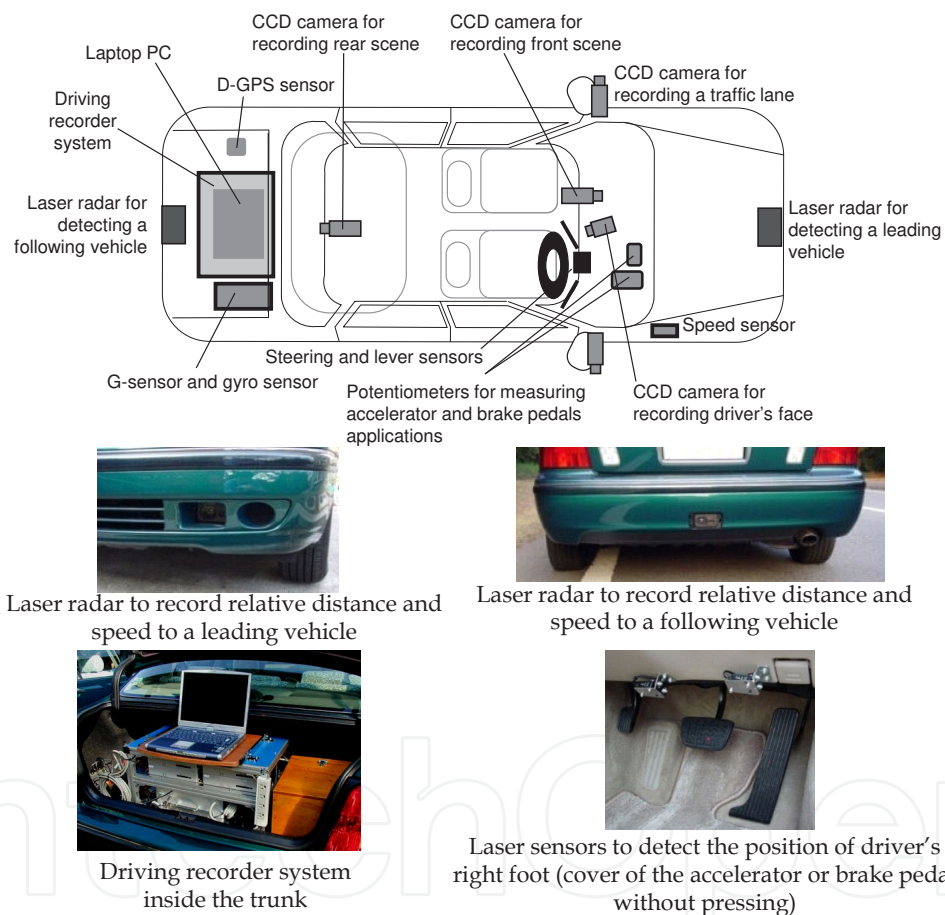 CCD camera for
recording rear scene
CCD camera for
recording front scene
Laptop PC
D-GPS sensor
CCD camera for
recording a traffic lane
Driving
recorder
system
Laser radar for
detecting a
following vehicle
Laser radar for
detecting a leading
vehicle
Speed sensor
Steering and lever sensors
G-sensor and gyro sensor
Potentiometers for measuring
accelerator and brake pedals
applications
CCD camera for
recording driver's face
Laser radar to record relative distance and
speed to a leading vehicle
Laser radar to record relative distance and
speed to a following vehicle
Driving recorder system
inside the trunk
Laser sensors to detect the position of driver's
right foot (cover of the accelerator or brake peda
without pressing)
ntechOpen